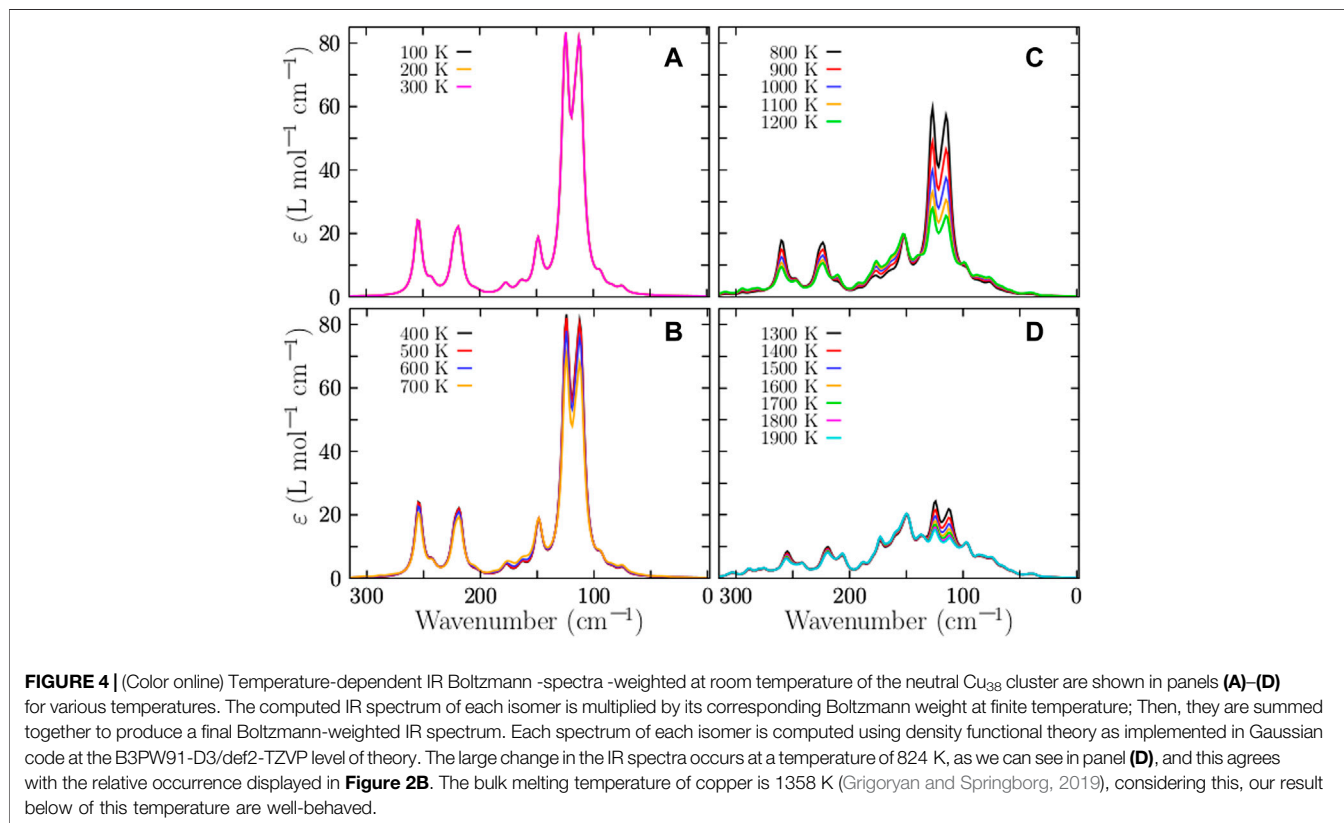 80
60
40
20
0
ε (L mol⁻¹ cm⁻¹)
100 K
200 K
300 K
A
800 K
900 K
1000 K
1100 K
1200 K
C
80
60
40
20
0
ε (L mol⁻¹ cm⁻¹)
400 K
500 K
600 K
700 K
B
1300 K
1400 K
1500 K
1600 K
1700 K
1800 K
1900 K
D
300 200 100 0
Wavenumber (cm⁻¹)
200 100 0
Wavenumber (cm⁻¹)
FIGURE 4 | (Color online) Temperature-dependent IR Boltzmann -spectra -weighted at room temperature of the neutral Cu₃₈ cluster are shown in panels (A)–(D)
for various temperatures. The computed IR spectrum of each isomer is multiplied by its corresponding Boltzmann weight at finite temperature; Then, they are summed
together to produce a final Boltzmann-weighted IR spectrum. Each spectrum of each isomer is computed using density functional theory as implemented in Gaussian
code at the B3PW91-D3/def2-TZVP level of theory. The large change in the IR spectra occurs at a temperature of 824 K, as we can see in panel (D), and this agrees
with the relative occurrence displayed in Figure 2B. The bulk melting temperature of copper is 1358 K (Grigoryan and Springborg, 2019), considering this, our result
below of this temperature are well-behaved.